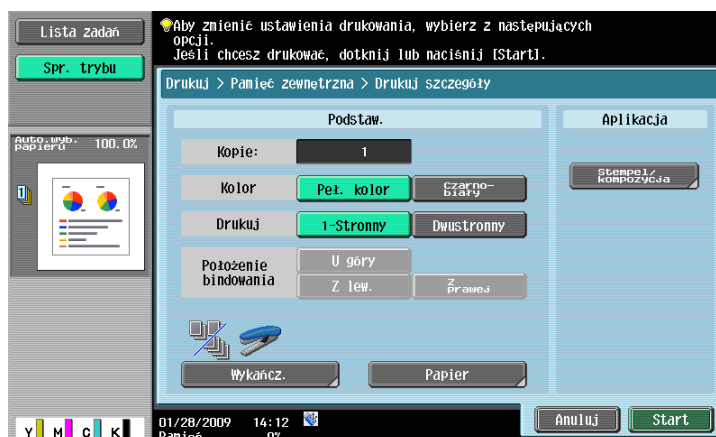 Lista zadań
Spr. trybu
Auto.wyb.
papieru
100.0%
1
Y M C K
Aby zmienić ustawienia drukowania, wybierz z następujących
opcji.
Jeśli chcesz drukować, dotknij lub naciśnij [Start].
Drukuj > Pamięć zewnętrzna > Drukuj szczegóły
Podstaw.
Aplikacja
Kopie: 1
Stempel/
kompozycja
Kolor Peł. kolor Czarno-
biały
Drukuj 1-Stronny Dwustronny
Położenie
bindowania
U góry
Z lew. Z
prawej
Wykańcz. Papier
01/28/2009 14:12
Pamięć 0%
Anuluj Start